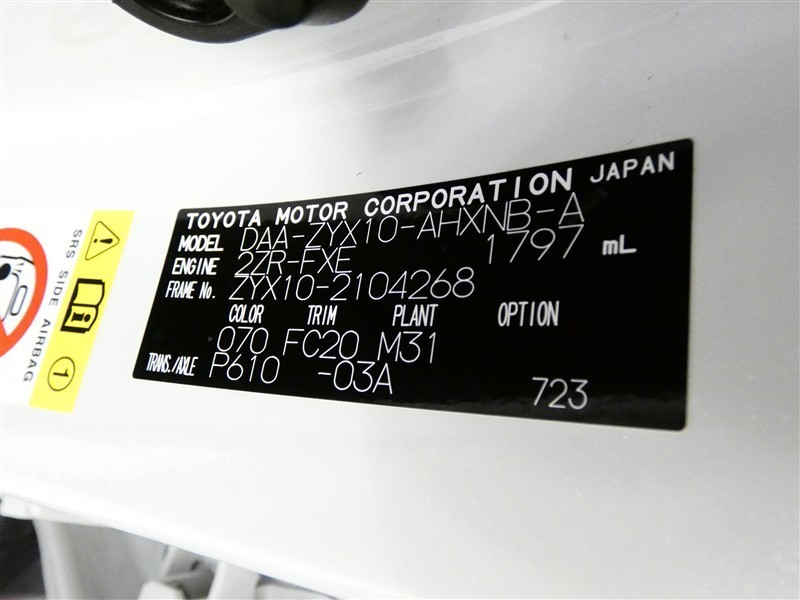 TOYOTA MOTOR CORPORATION JAPAN
MODEL DAA-ZYX10-AHXNB-A
ENGINE 2ZR-FXE 1797 mL
FRAME No. ZYX10-2104268
COLOR TRIM PLANT OPTION
070 FC20 M31
TRANS./AXLE P610 -03A
723
SRS SIDE AIRBAG
1